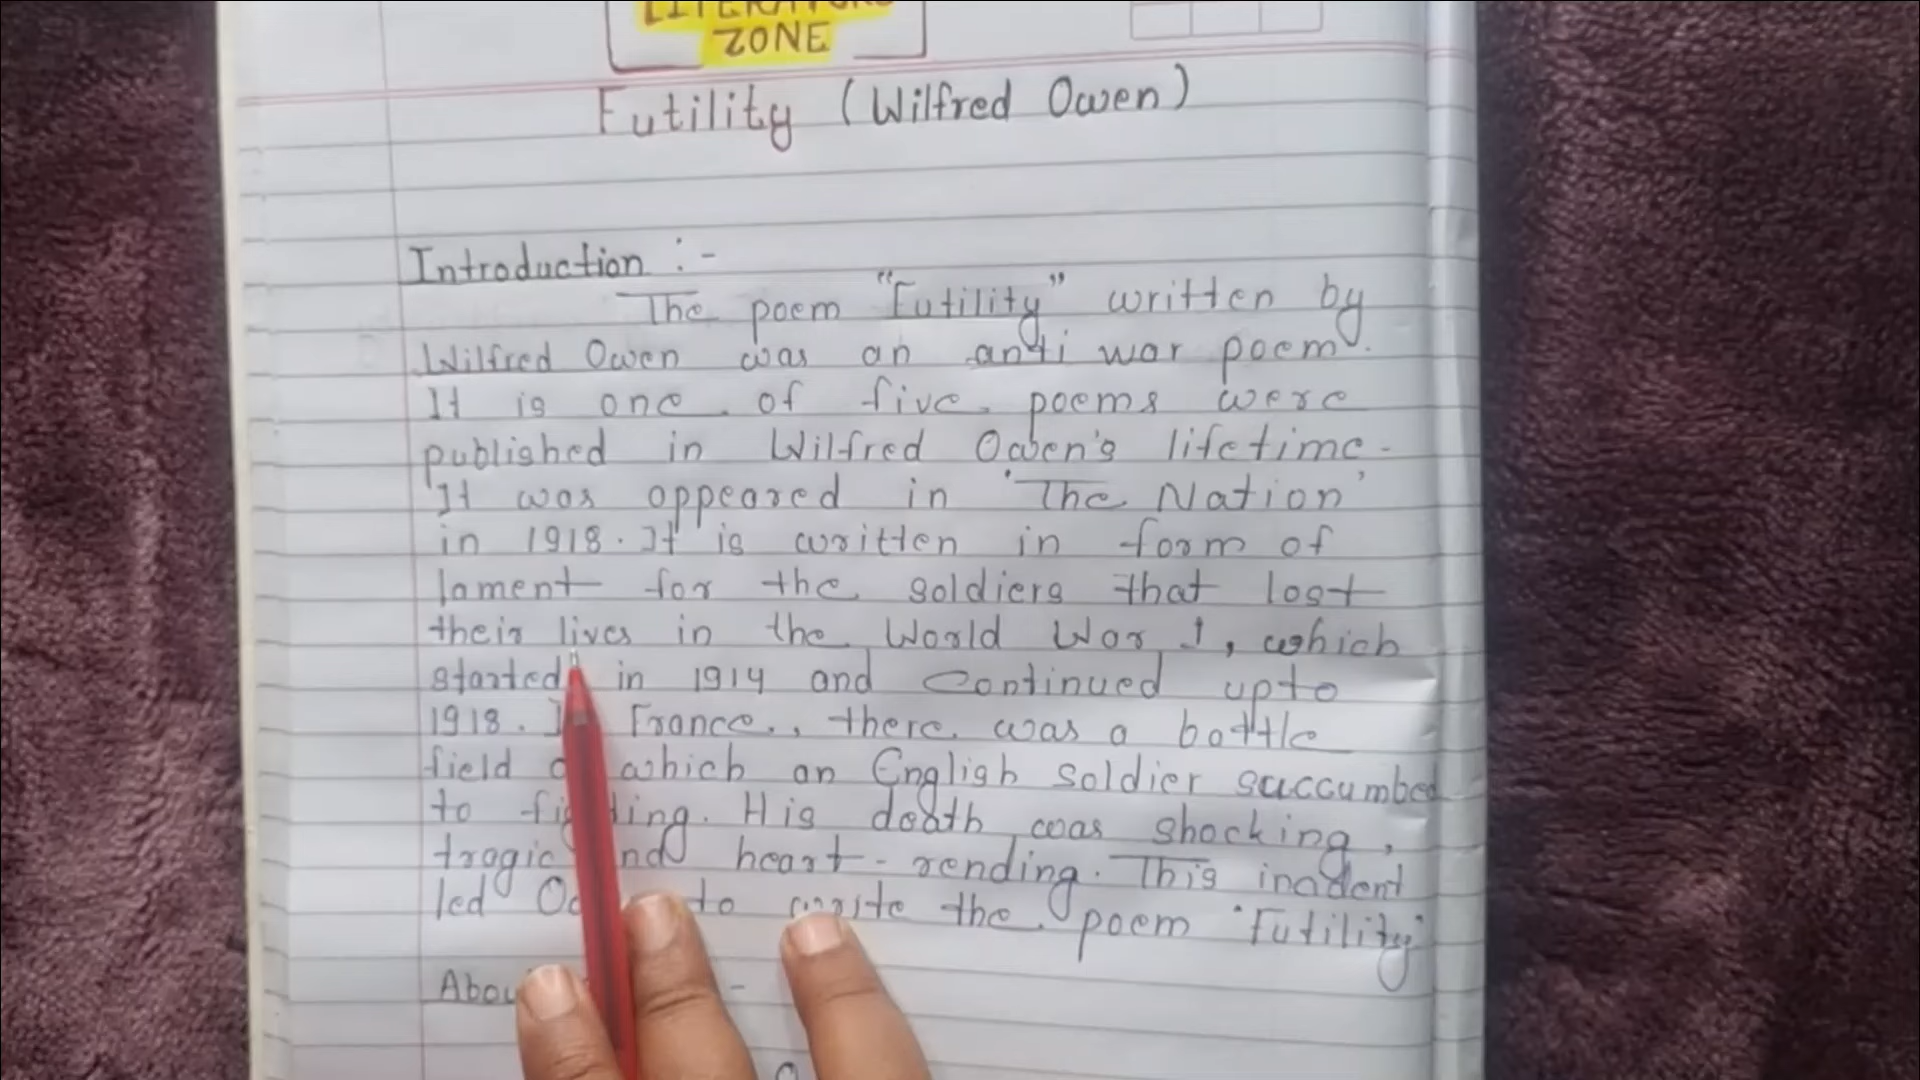 ZONE
Futility (Wilfred Owen)
Introduction :-
The poem "Futility" written by
Wilfred Owen was an anti war poem.
It is one of five poems were
published in Wilfred Owen's lifetime.
It was appeared in 'The Nation'
in 1918. It is written in form of
lament for the soldiers that lost
their lives in the World War I, which
started in 1914 and continued upto
1918. France, there was a battle
field which an English soldier succumbed
to His death was shocking,
tragic heart-rending. This incident
led to write the poem 'Futility'